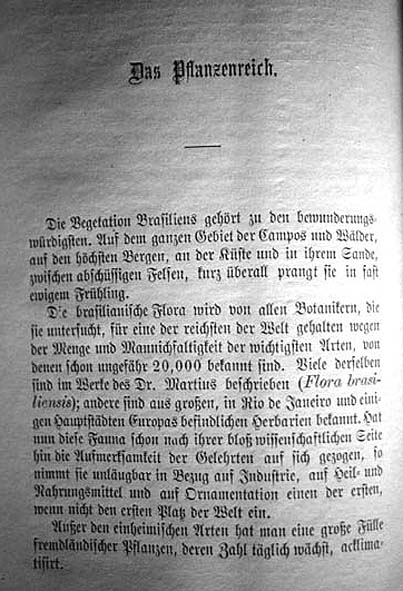 Das Pflanzenreich.
Die Vegetation Brasiliens gehört zu den bewunderungs-
würdigsten. Auf dem ganzen Gebiet der Campos und Wälder,
auf den höchsten Bergen, an der Küste und in ihrem Sande,
zwischen abschüssigen Felsen, kurz überall prangt sie in fast
ewigem Frühling.
Die brasilianische Flora wird von allen Botanikern, die
sie untersucht, für eine der reichsten der Welt gehalten wegen
der Menge und Mannichfaltigkeit der wichtigsten Arten, von
denen schon ungefähr 20,000 bekannt sind. Viele derselben
sind im Werke des Dr. Martius beschrieben (Flora brasi-
liensis); andere sind aus großen, in Rio de Janeiro und eini-
gen Hauptstädten Europas befindlichen Herbarien bekannt. Hat
nun diese Fauna schon nach ihrer bloß wissenschaftlichen Seite
hin die Aufmerksamkeit der Gelehrten auf sich gezogen, so
nimmt sie unläugbar in Bezug auf Industrie, auf Heil- und
Nahrungsmittel und auf Ornamentation einen der ersten,
wenn nicht den ersten Platz der Welt ein.
Außer den einheimischen Arten hat man eine große Fülle
fremdländischer Pflanzen, deren Zahl täglich wächst, acklima-
tisirt.